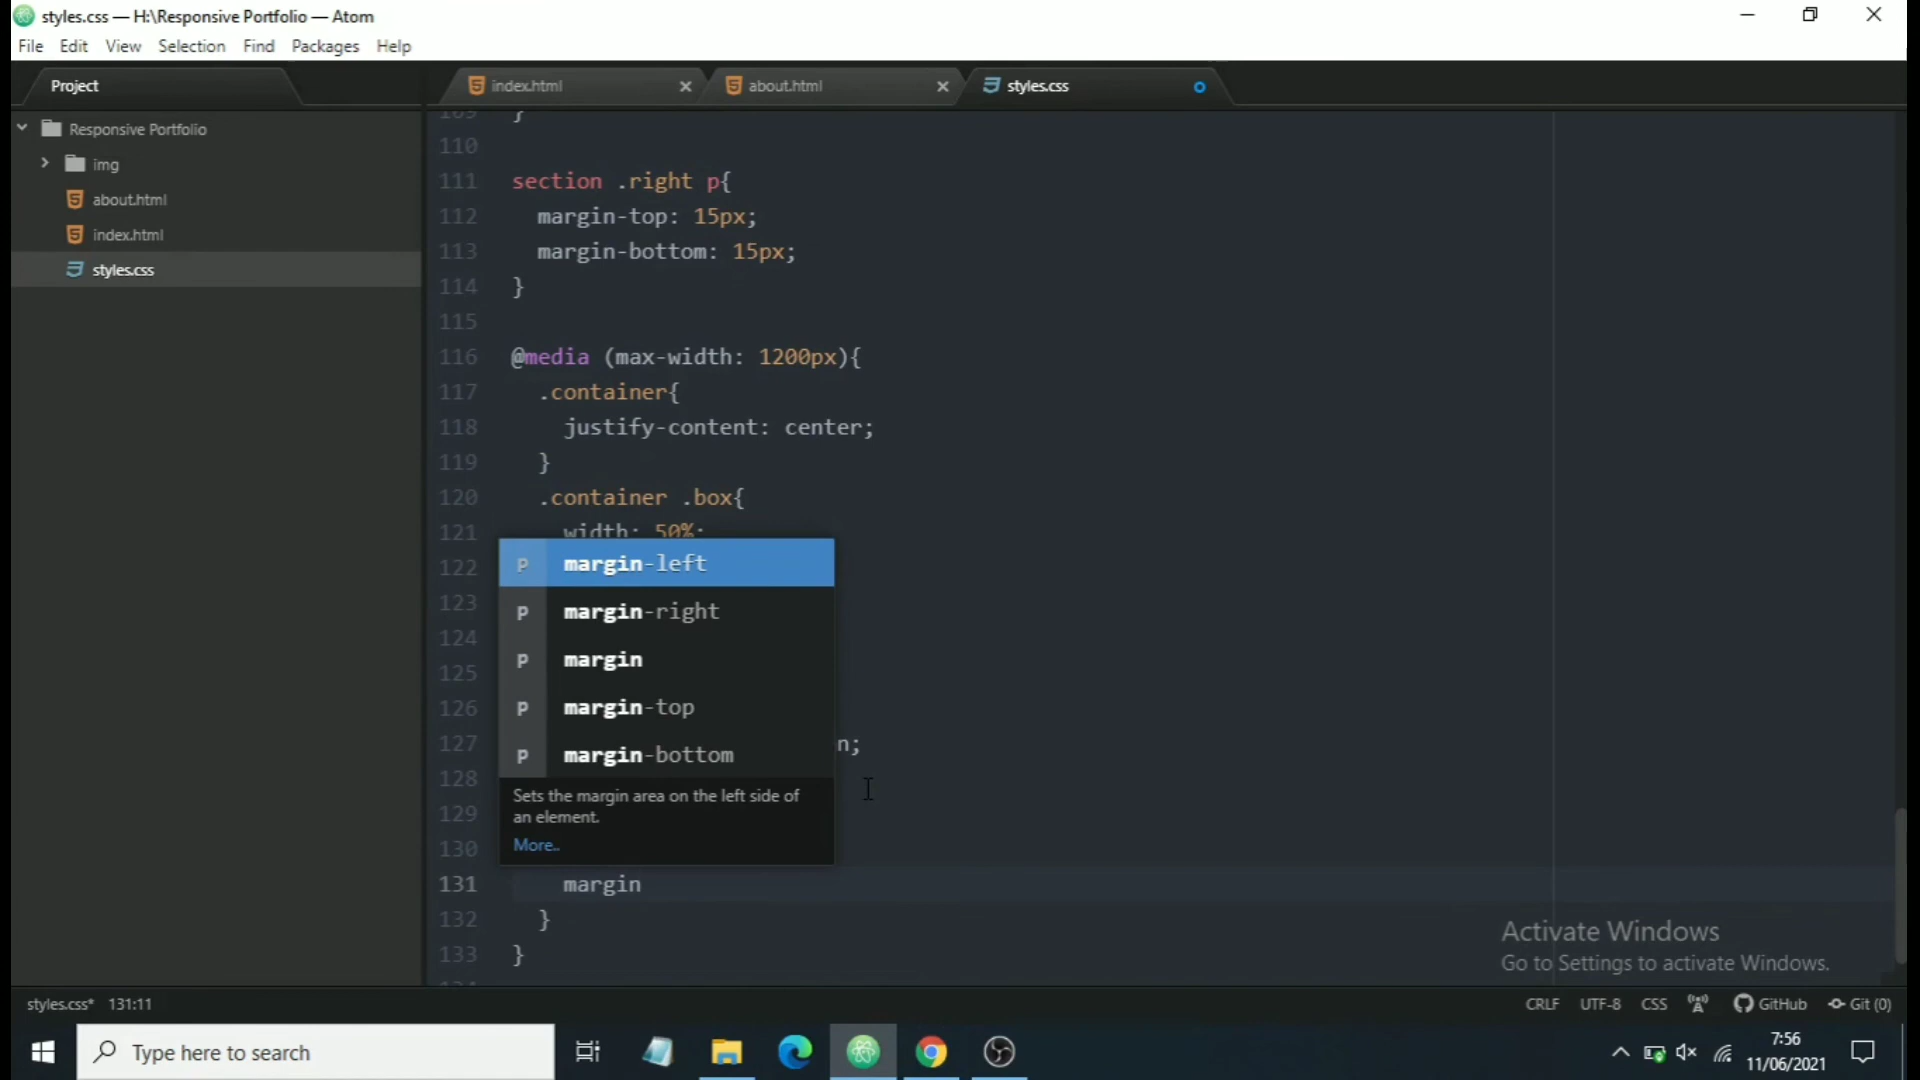 styles.css — H:\Responsive Portfolio — Atom
File Edit View Selection Find Packages Help
Project
index.html
about.html
styles.css
Responsive Portfolio
img
about.html
index.html
styles.css
109 }
110
111 section .right p{
112 margin-top: 15px;
113 margin-bottom: 15px;
114 }
115
116 @media (max-width: 1200px){
117 .container{
118 justify-content: center;
119 }
120 .container .box{
121 width: 50%;
122
123
124
125
126
127 n;
128
129
130
p margin-left
p margin-right
p margin
p margin-top
p margin-bottom
Sets the margin area on the left side of
an element.
More..
131 margin
132 }
133 }
Activate Windows
Go to Settings to activate Windows.
styles.css* 131:11
CRLF UTF-8 CSS GitHub Git (0)
Type here to search
7:56
11/06/2021